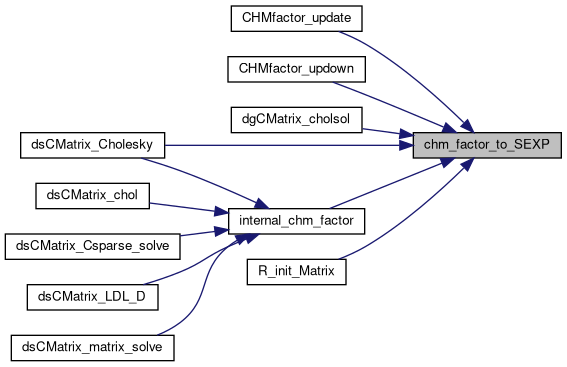 CHMfactor_update
CHMfactor_updown
dgCMatrix_cholsol
dsCMatrix_Cholesky
chm_factor_to_SEXP
dsCMatrix_chol
internal_chm_factor
dsCMatrix_Csparse_solve
R_init_Matrix
dsCMatrix_LDL_D
dsCMatrix_matrix_solve